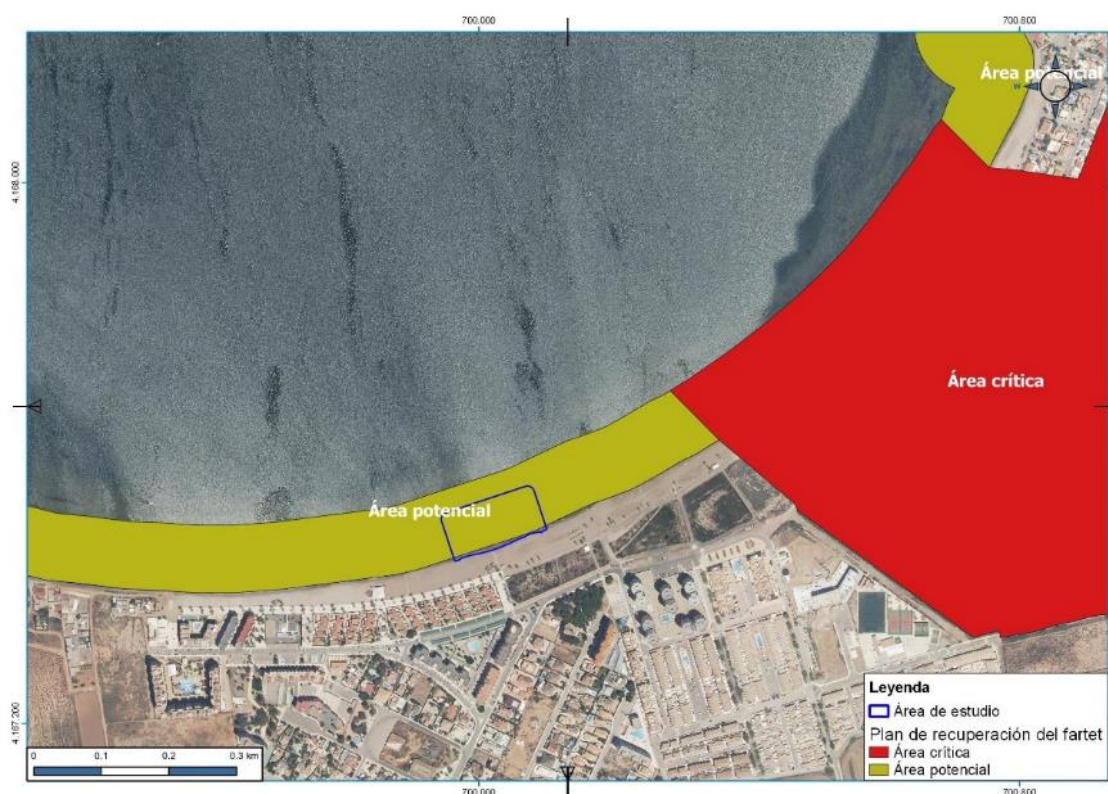 700.000
700.800
Área potencial
W
4.168.000
Área crítica
Área potencial
4.167.200
Leyenda
Área de estudio
Plan de recuperación del fartet
Área crítica
Área potencial
0
0.1
0.2
0.3 km
700.000
700.800